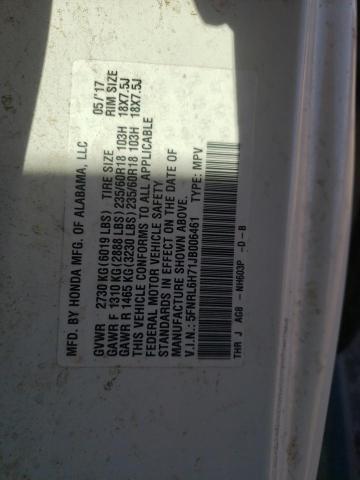 MFD. BY HONDA MFG. OF ALABAMA, LLC 05/'17
TIRE SIZE RIM SIZE
GVWR 2730 KG(6019 LBS)
GAWR F 1310 KG(2888 LBS) 235/60R18 103H 18X7.5J
GAWR R 1465 KG(3230 LBS) 235/60R18 103H 18X7.5J
THIS VEHICLE CONFORMS TO ALL APPLICABLE
FEDERAL MOTOR VEHICLE SAFETY
STANDARDS IN EFFECT ON THE DATE OF
MANUFACTURE SHOWN ABOVE.
V.I.N.: 5FNRL6H71JB006461 TYPE: MPV
THR J AG8 -NH603P -D-B